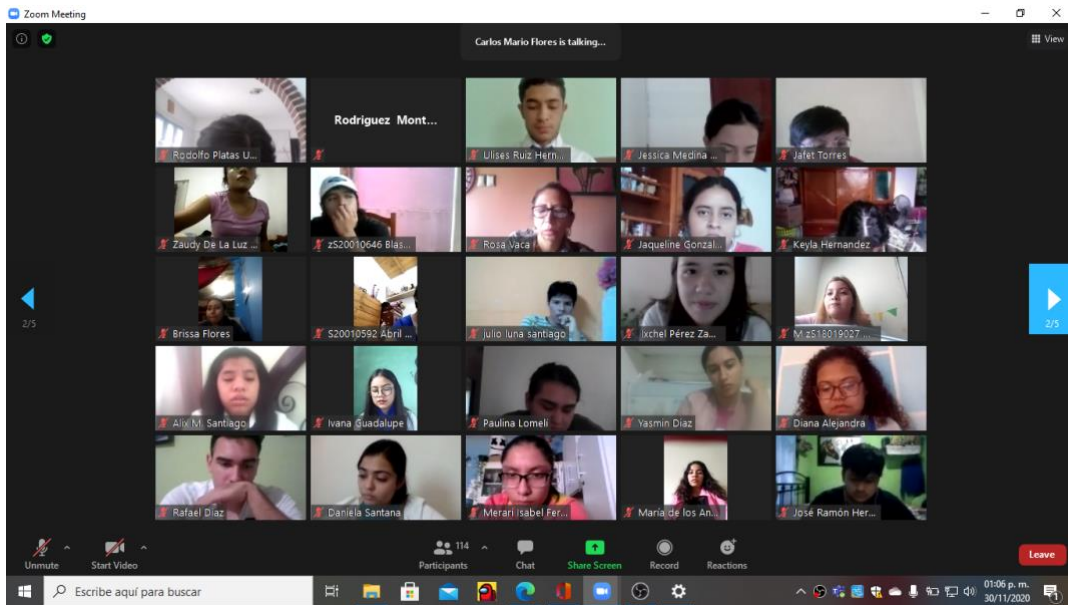 Zoom Meeting
Carlos Mario Flores is talking...
View
Rodolfo Platas U...
Rodriguez Mont...
Ulises Ruiz Hern...
Jessica Medina ...
Jafet Torres
Zaudy De La Luz ...
zS20010646 Blas...
Rosa Vaca
Jaqueline Gonzal...
Keyla Hernandez
Brissa Flores
S20010592 Abril ...
julio luna santiago
Ixchel Pérez Za...
M zS18019027 ...
2/5
2/5
Alix M. Santiago
Ivana Guadalupe
Paulina Lomelí
Yasmin Diaz
Diana Alejandra
Rafael Díaz
Daniela Santana
Merari Isabel Fer...
María de los An...
José Ramón Her...
Unmute
Start Video
114
Participants
Chat
Share Screen
Record
Reactions
Leave
Escribe aquí para buscar
01:06 p. m.
30/11/2020